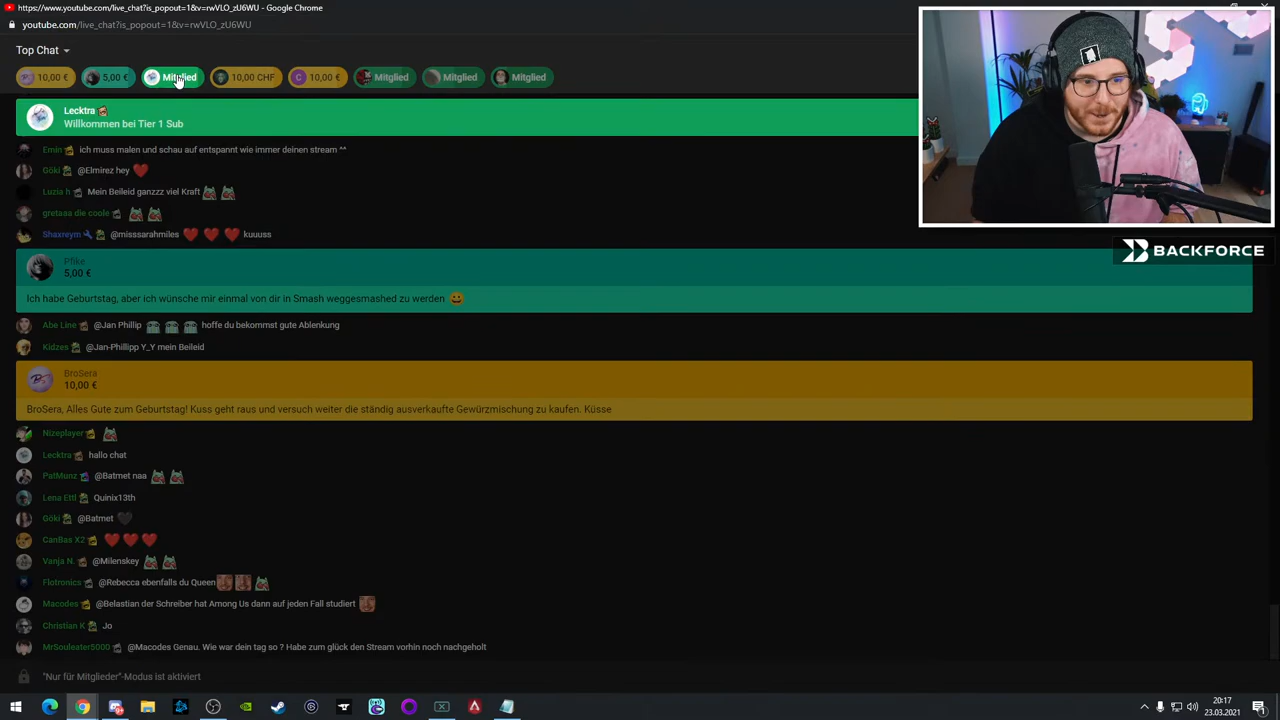 https://www.youtube.com/live_chat?is_popout=1&v=rwVLO_zU6WU - Google Chrome
youtube.com/live_chat?is_popout=1&v=rwVLO_zU6WU
Top Chat
10,00 € 5,00 € Mitglied 10,00 CHF C 10,00 € Mitglied Mitglied Mitglied
Lecktra
Willkommen bei Tier 1 Sub
Emin ich muss malen und schau auf entspannt wie immer deinen stream ^^
Göki @Elmirez hey ❤️
Luzia h Mein Beileid ganzzz viel Kraft
gretaaa die coole
Shaxreym @misssarahmiles ❤️ ❤️ ❤️ kuuuss
Pfike
5,00 €
Ich habe Geburtstag, aber ich wünsche mir einmal von dir in Smash weggesmashed zu werden 😀
Abe Line @Jan Phillip hoffe du bekommst gute Ablenkung
Kidzes @Jan-Phillipp Y_Y mein Beileid
BroSera
10,00 €
BroSera, Alles Gute zum Geburtstag! Kuss geht raus und versuch weiter die ständig ausverkaufte Gewürzmischung zu kaufen. Küsse
Nizeplayer
Lecktra hallo chat
PatMunz @Batmet naa
Lena Ettl Quinix13th
Göki @Batmet 🖤
CanBae X2 ❤️ ❤️ ❤️
Vanja N. @Milenskey
Flotronics @Rebecca ebenfalls du Queen
Macodes @Belastian der Schreiber hat Among Us dann auf jeden Fall studiert
Christian K Jo
MrSouleater5000 @Macodes Genau. Wie war dein tag so ? Habe zum glück den Stream vorhin noch nachgeholt
"Nur für Mitglieder"-Modus ist aktiviert
BACKFORCE
20:17
23.03.2021